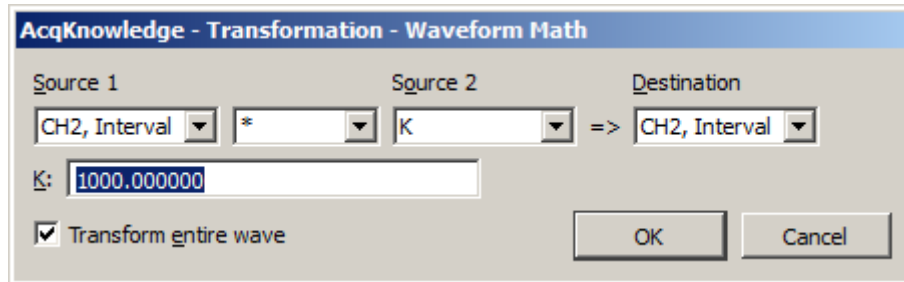 AcqKnowledge - Transformation - Waveform Math
Source 1 Source 2 Destination
CH2, Interval * K => CH2, Interval
K: 1000.000000
Transform entire wave OK Cancel